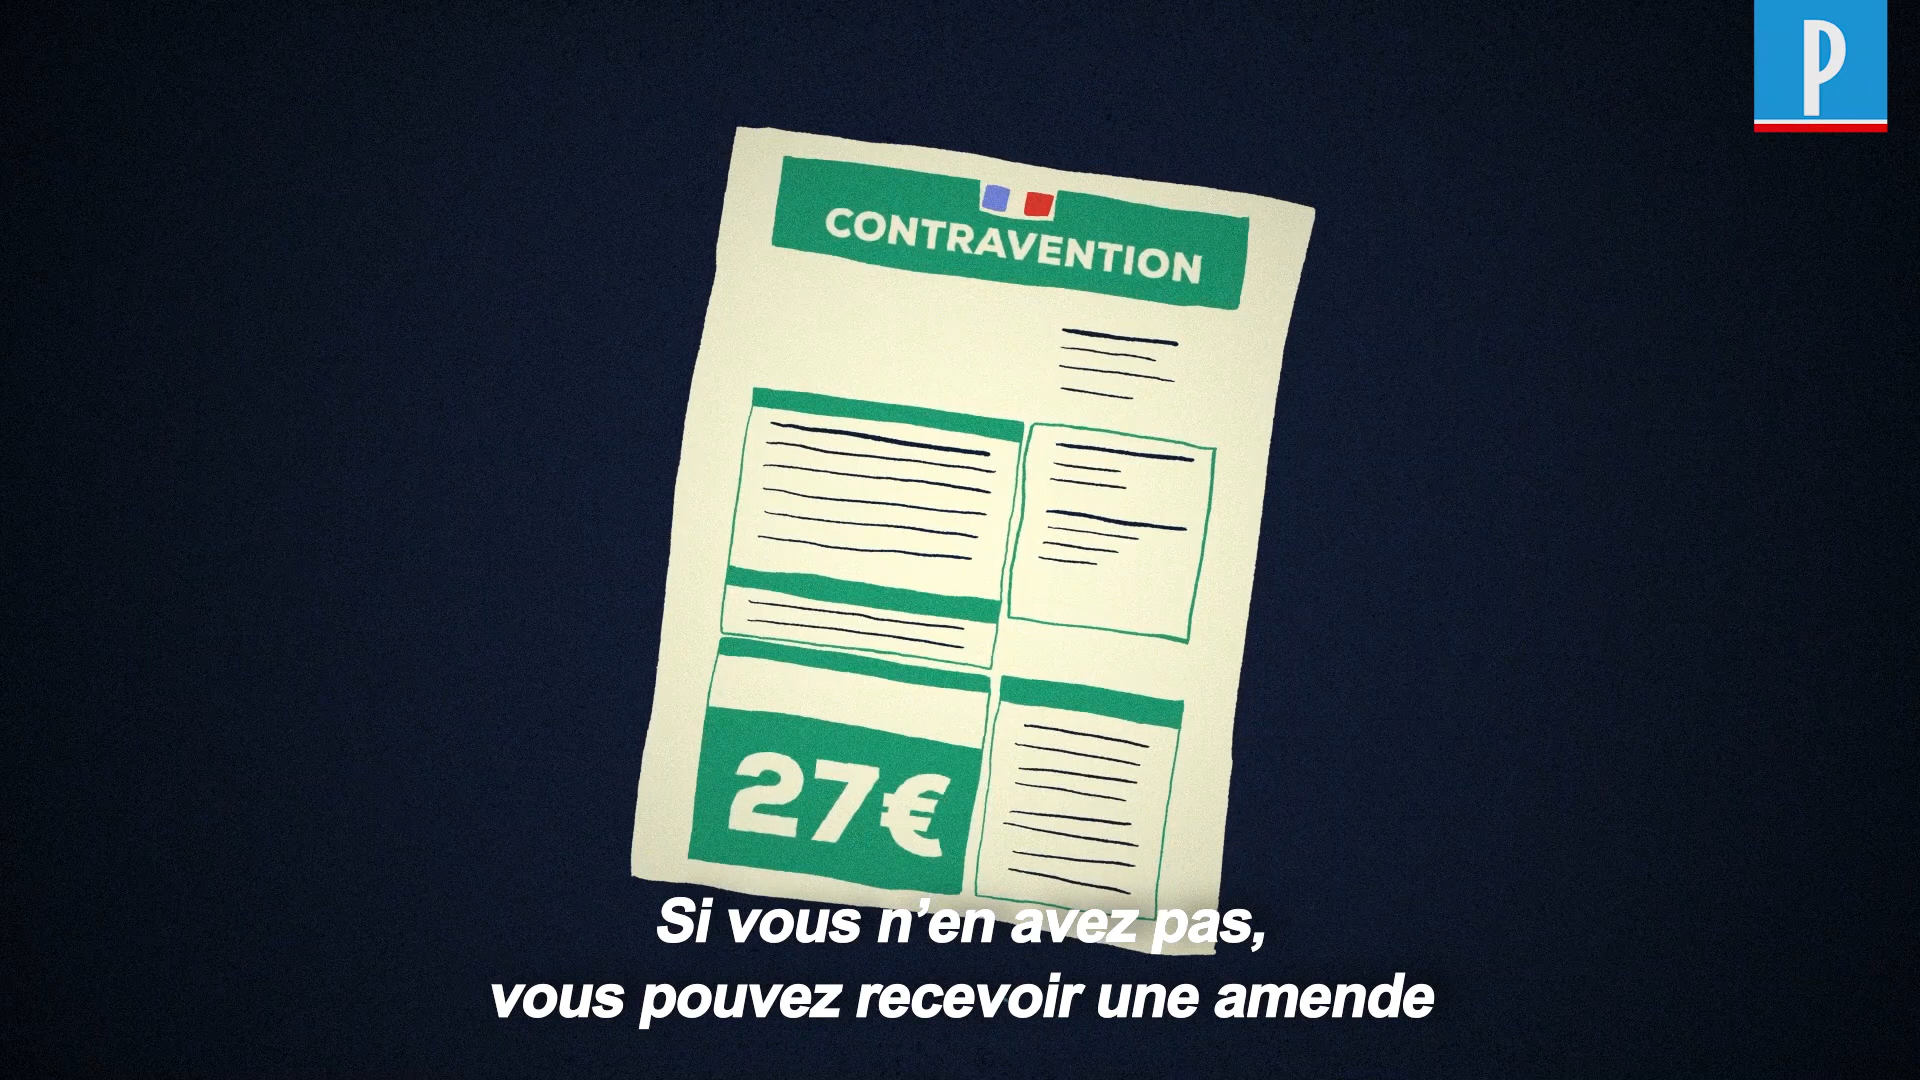 P
CONTRAVENTION
27€
Si vous n’en avez pas,
vous pouvez recevoir une amende